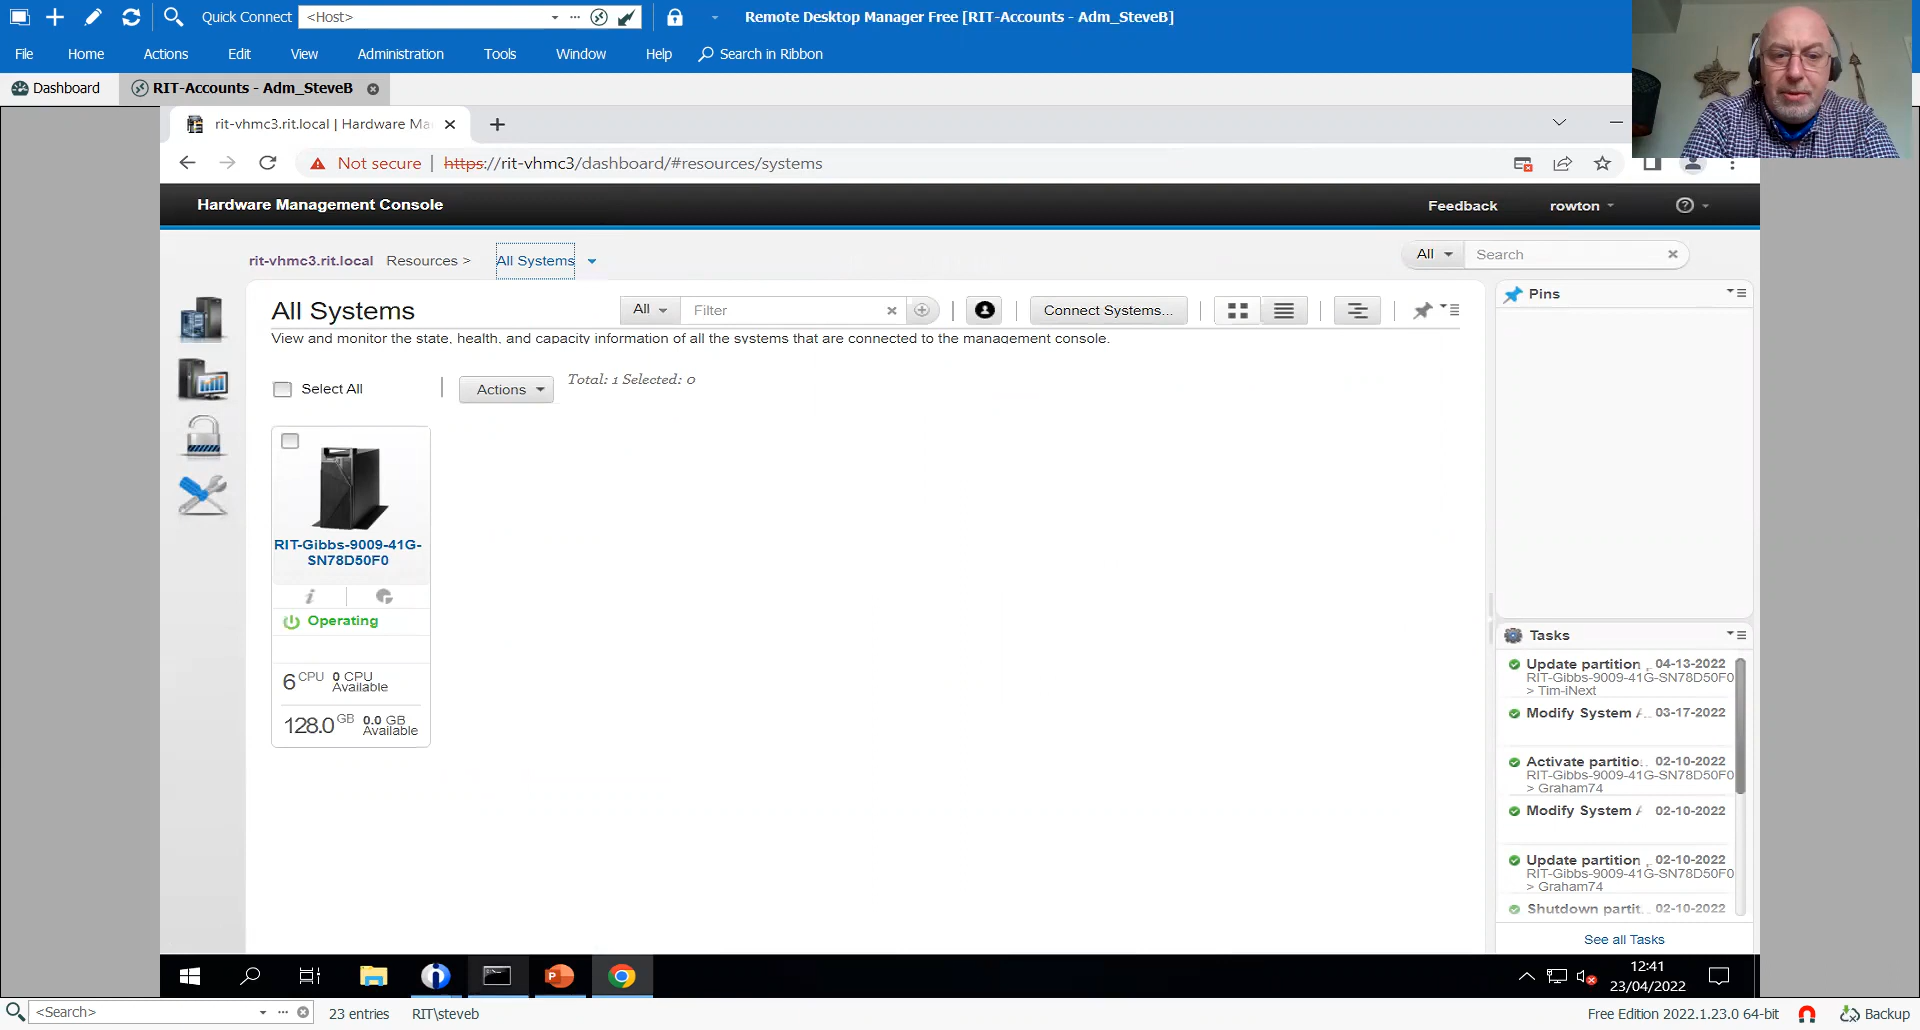 Quick Connect <Host> Remote Desktop Manager Free [RIT-Accounts - Adm_SteveB]
File Home Actions Edit View Administration Tools Window Help Search in Ribbon
Dashboard RIT-Accounts - Adm_SteveB
rit-vhmc3.rit.local | Hardware Ma
Not secure | https://rit-vhmc3/dashboard/#resources/systems
Hardware Management Console Feedback rowton
rit-vhmc3.rit.local Resources > All Systems All Search
All Systems All Filter Connect Systems...
View and monitor the state, health, and capacity information of all the systems that are connected to the management console.
Select All Actions Total: 1 Selected: 0
RIT-Gibbs-9009-41G-
SN78D50F0
Operating
6 CPU 0 CPU
Available
128.0 GB 0.0 GB
Available
Pins
Tasks
Update partition 04-13-2022
RIT-Gibbs-9009-41G-SN78D50F0
> Tim-iNext
Modify System A.. 03-17-2022
Activate partitio.. 02-10-2022
RIT-Gibbs-9009-41G-SN78D50F0
> Graham74
Modify System A 02-10-2022
Update partition 02-10-2022
RIT-Gibbs-9009-41G-SN78D50F0
> Graham74
Shutdown partit.. 02-10-2022
See all Tasks
12:41
23/04/2022
<Search> 23 entries RIT\steveb Free Edition 2022.1.23.0 64-bit Backup